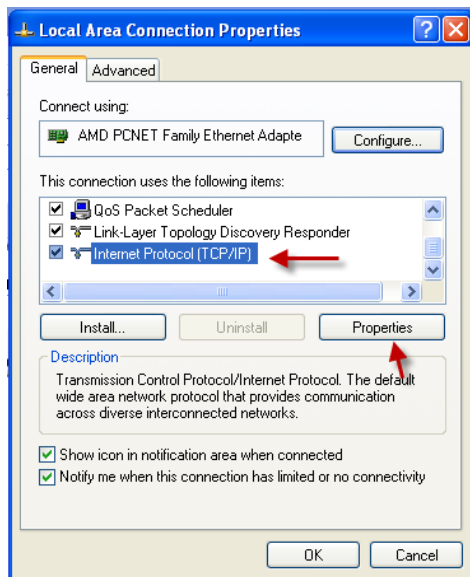 Local Area Connection Properties
General Advanced
Connect using:
AMD PCNET Family Ethernet Adapte
Configure...
This connection uses the following items:
QoS Packet Scheduler
Link-Layer Topology Discovery Responder
Internet Protocol (TCP/IP)
Install... Uninstall Properties
Description
Transmission Control Protocol/Internet Protocol. The default
wide area network protocol that provides communication
across diverse interconnected networks.
Show icon in notification area when connected
Notify me when this connection has limited or no connectivity
OK Cancel